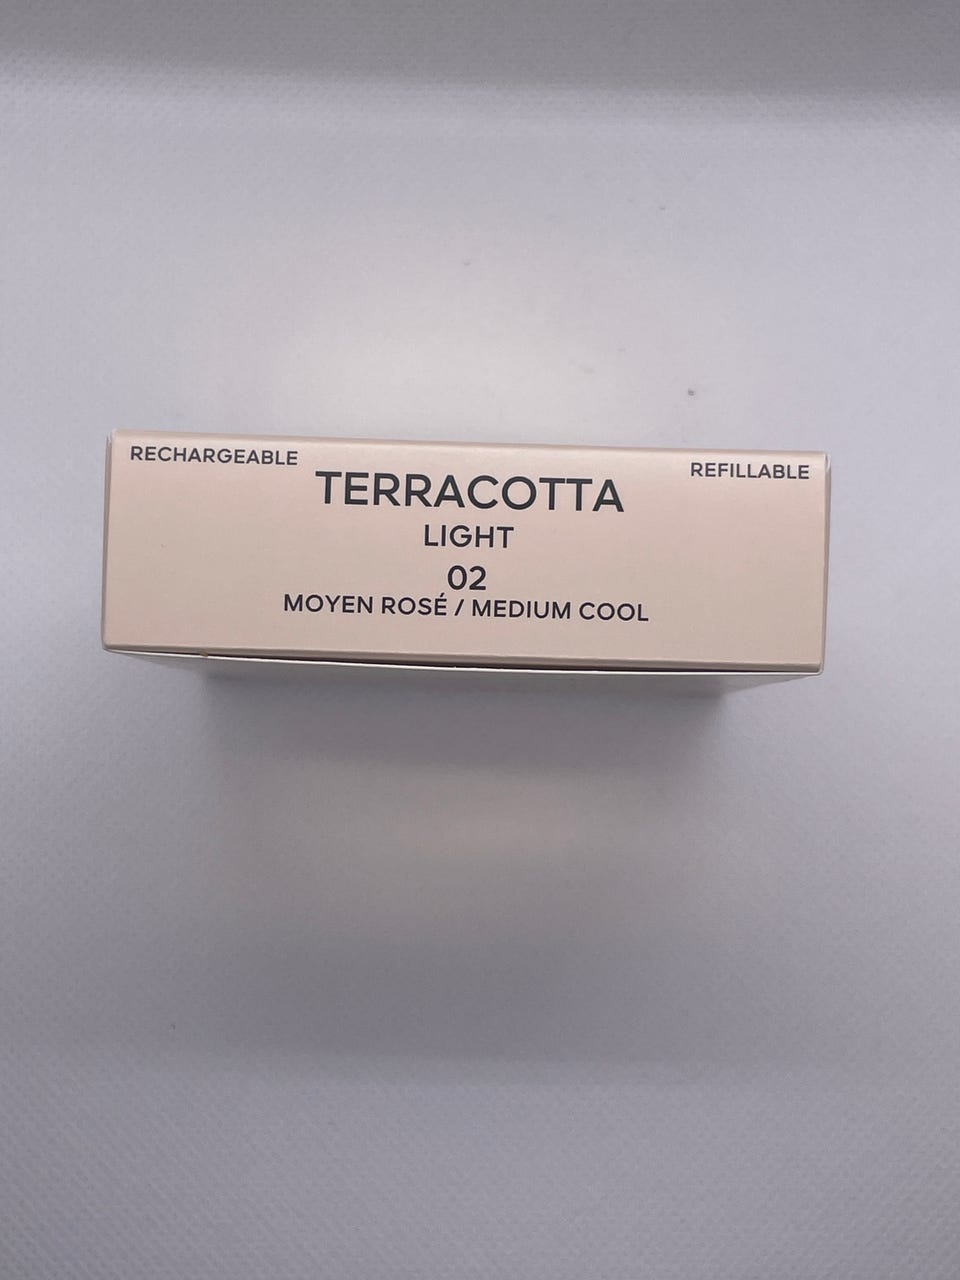 RECHARGEABLE
REFILLABLE
TERRACOTTA
LIGHT
02
MOYEN ROSÉ / MEDIUM COOL